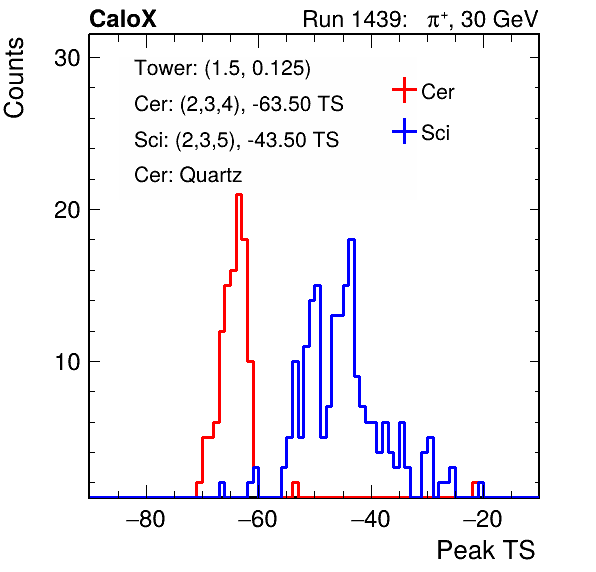 CaloX Run 1439: π⁺, 30 GeV
Counts
Tower: (1.5, 0.125)
Cer: (2,3,4), -63.50 TS
Sci: (2,3,5), -43.50 TS
Cer: Quartz
Cer
Sci
30
20
10
−80 −60 −40 −20
Peak TS